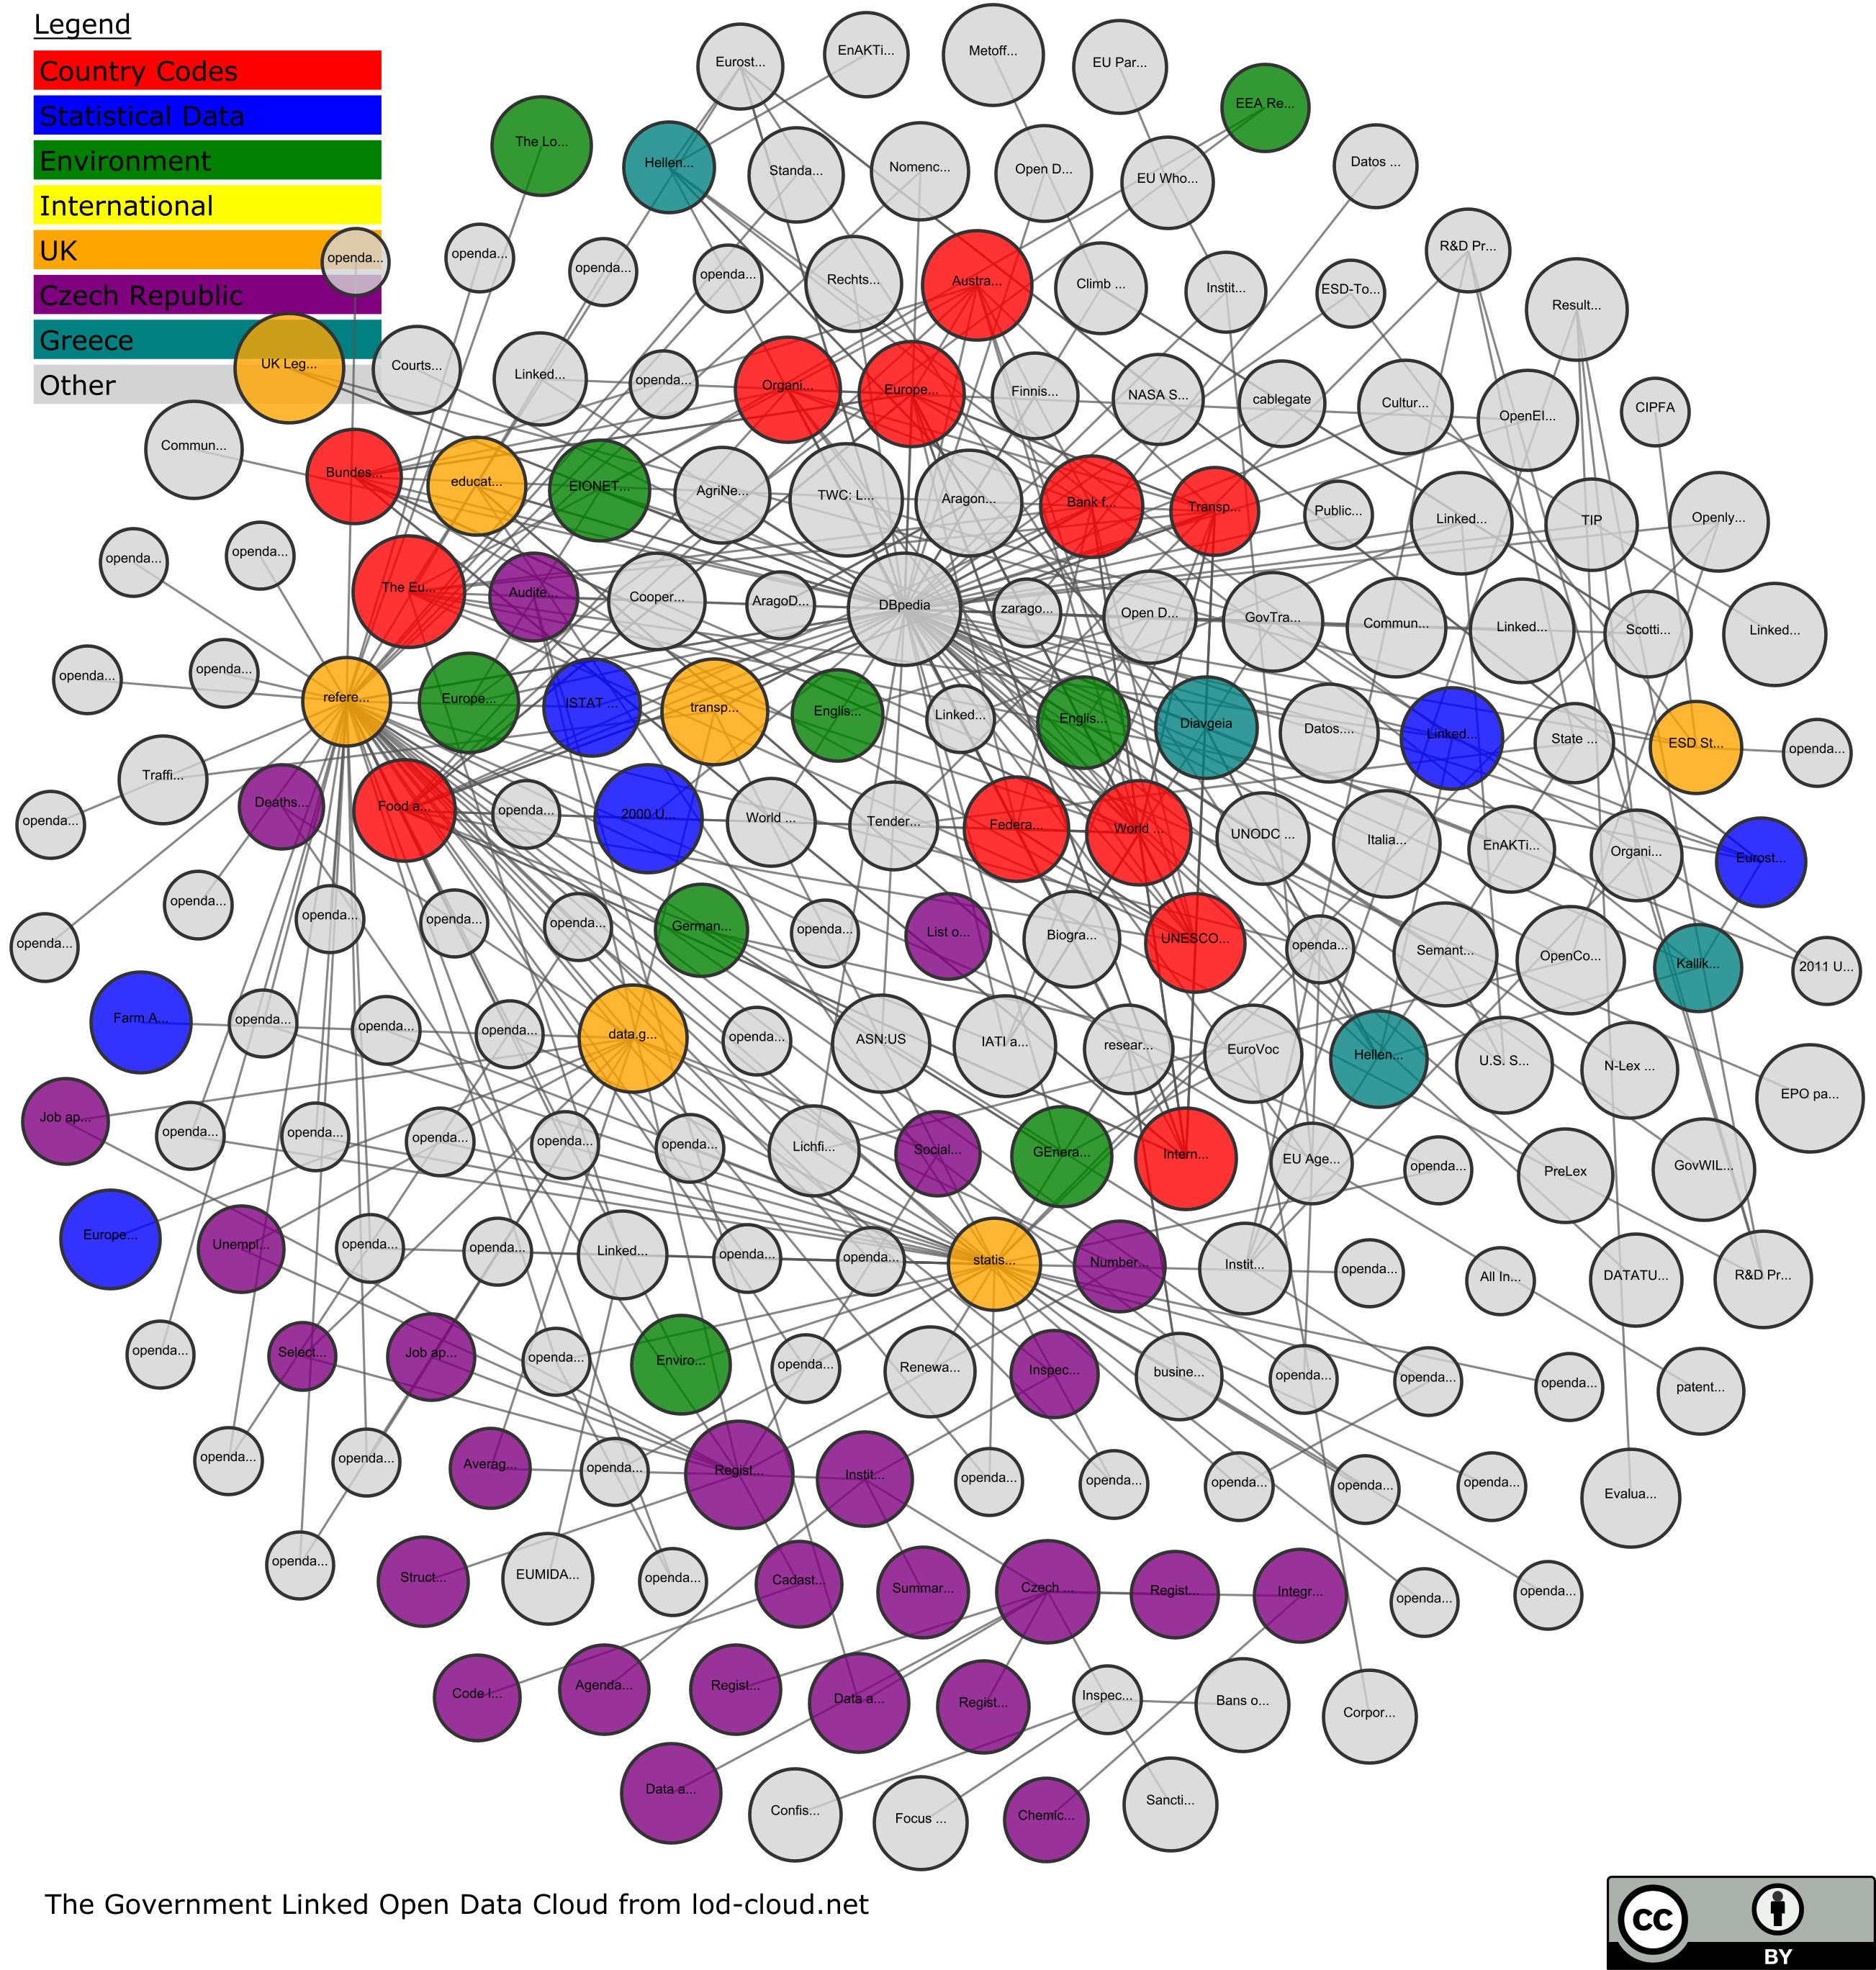 Legend
Country Codes
Statistical Data
Environment
International
UK
Czech Republic
Greece
Other
Eurost...
EnAKTi...
Metoff...
EU Par...
EEA Re...
The Lo...
Hellen...
Standa...
Nomenc...
Open D...
EU Who...
Datos ...
openda...
openda...
openda...
openda...
Rechts...
Austra...
Climb ...
Instit...
ESD-To...
R&D Pr...
Result...
UK Leg...
Courts...
Linked...
openda...
Organi...
Europe...
Finnis...
NASA S...
cablegate
Cultur...
OpenEI...
CIPFA
Commun...
Bundes...
educat...
EIONET...
AgriNe...
TWC: L...
Aragon...
Bank f...
Transp...
Public...
Linked...
TIP
Openly...
openda...
openda...
The Eu...
Audite...
Cooper...
AragoD...
DBpedia
zarago...
Open D...
GovTra...
Commun...
Linked...
Scotti...
Linked...
openda...
openda...
refere...
Europe...
ISTAT ...
transp...
Englis...
Linked...
Englis...
Diavgeia
Datos....
Linked...
State ...
ESD St...
openda...
Traffi...
openda...
Deaths...
Food a...
openda...
2000 U...
World ...
Tender...
Federa...
World ...
UNODC ...
Italia...
EnAKTi...
Organi...
Eurost...
openda...
openda...
openda...
openda...
openda...
German...
openda...
List o...
Biogra...
UNESCO...
openda...
Semant...
OpenCo...
Kallik...
2011 U...
Farm A...
openda...
openda...
openda...
data.g...
openda...
ASN:US
IATI a...
resear...
EuroVoc
Hellen...
U.S. S...
N-Lex ...
EPO pa...
Job ap...
openda...
openda...
openda...
openda...
openda...
Lichfi...
Social...
GEnera...
Intern...
EU Age...
openda...
PreLex
GovWIL...
Europe...
Unempl...
openda...
openda...
Linked...
openda...
openda...
statis...
Number...
Instit...
openda...
All In...
DATATU...
R&D Pr...
openda...
Select...
Job ap...
openda...
Enviro...
openda...
Renewa...
Inspec...
busine...
openda...
openda...
openda...
patent...
openda...
openda...
Averag...
openda...
Regist...
Instit...
openda...
openda...
openda...
openda...
openda...
Evalua...
openda...
Struct...
EUMIDA...
openda...
Cadast...
Summar...
Czech ...
Regist...
Integr...
openda...
openda...
Code l...
Agenda...
Regist...
Data a...
Regist...
Inspec...
Bans o...
Corpor...
Data a...
Confis...
Focus ...
Chemic...
Sancti...
The Government Linked Open Data Cloud from lod-cloud.net
CC
BY